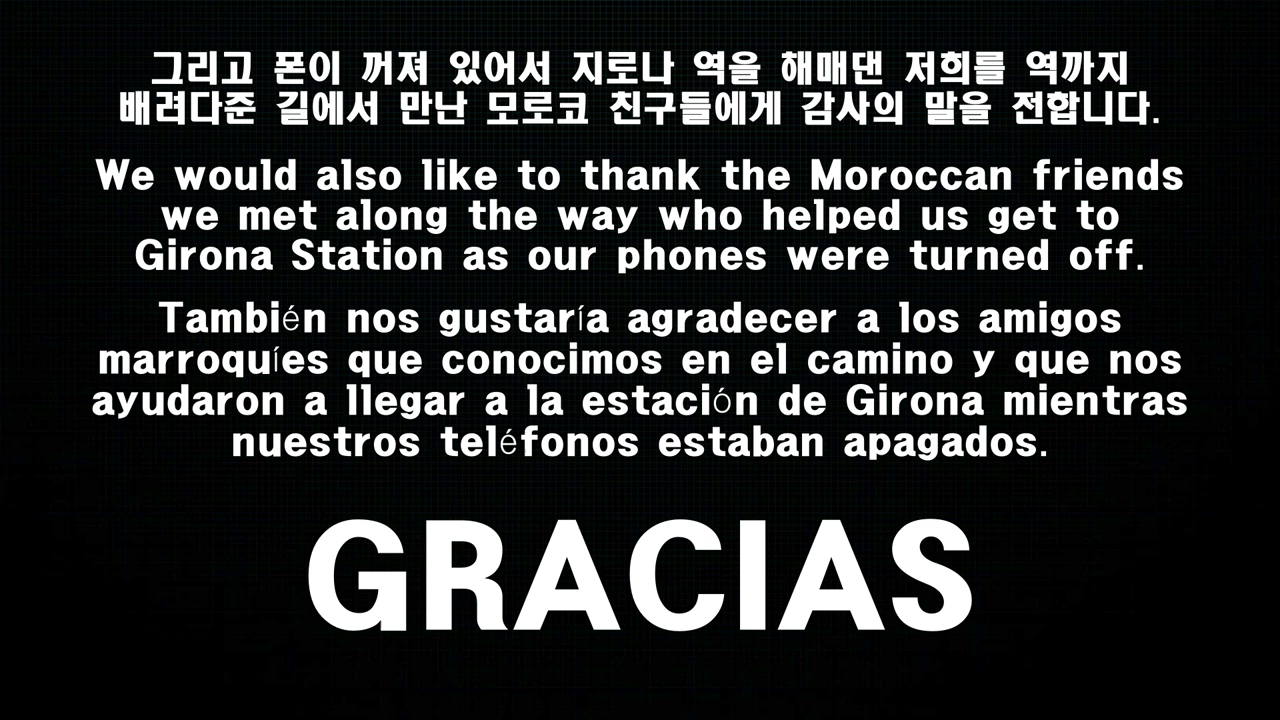 그리고 폰이 꺼져 있어서 지로나 역을 해매댄 저희를 역까지
배려다준 길에서 만난 모로코 친구들에게 감사의 말을 전합니다.
We would also like to thank the Moroccan friends
we met along the way who helped us get to
Girona Station as our phones were turned off.
También nos gustaría agradecer a los amigos
marroquíes que conocimos en el camino y que nos
ayudaron a llegar a la estación de Girona mientras
nuestros teléfonos estaban apagados.
GRACIAS